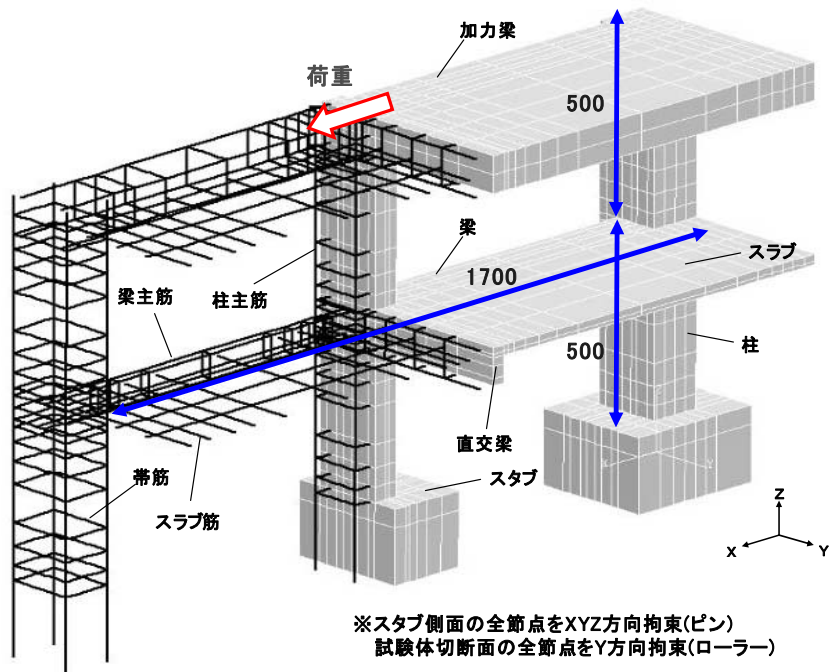 加力梁
荷重
500
梁
スラブ
1700
梁主筋
柱主筋
500
柱
直交梁
帯筋
スタブ
スラブ筋
Z
X
Y
※スタブ側面の全節点をXYZ方向拘束(ピン)
試験体切断面の全節点をY方向拘束(ローラー)